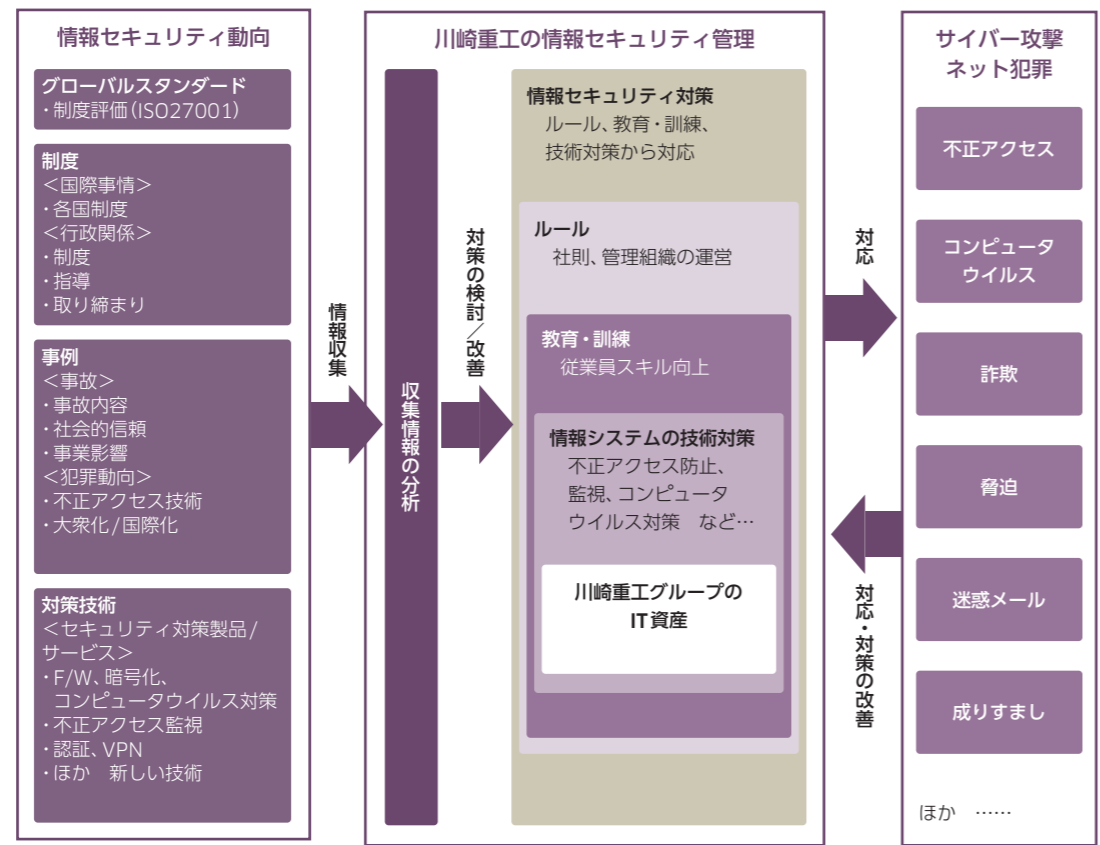 情報セキュリティ動向
グローバルスタンダード
・制度評価(ISO27001)
制度
＜国際事情＞
・各国制度
＜行政関係＞
・制度
・指導
・取り締まり
事例
＜事故＞
・事故内容
・社会的信頼
・事業影響
＜犯罪動向＞
・不正アクセス技術
・大衆化/国際化
対策技術
＜セキュリティ対策製品/
サービス＞
・F/W、暗号化、
コンピュータウイルス対策
・不正アクセス監視
・認証、VPN
・ほか　新しい技術
情報収集
川崎重工の情報セキュリティ管理
収集情報の分析
対策の検討／改善
情報セキュリティ対策
ルール、教育・訓練、
技術対策から対応
ルール
社則、管理組織の運営
教育・訓練
従業員スキル向上
情報システムの技術対策
不正アクセス防止、
監視、コンピュータ
ウイルス対策　など…
川崎重工グループの
IT資産
対応
対応・対策の改善
サイバー攻撃
ネット犯罪
不正アクセス
コンピュータ
ウイルス
詐欺
脅迫
迷惑メール
成りすまし
ほか　……